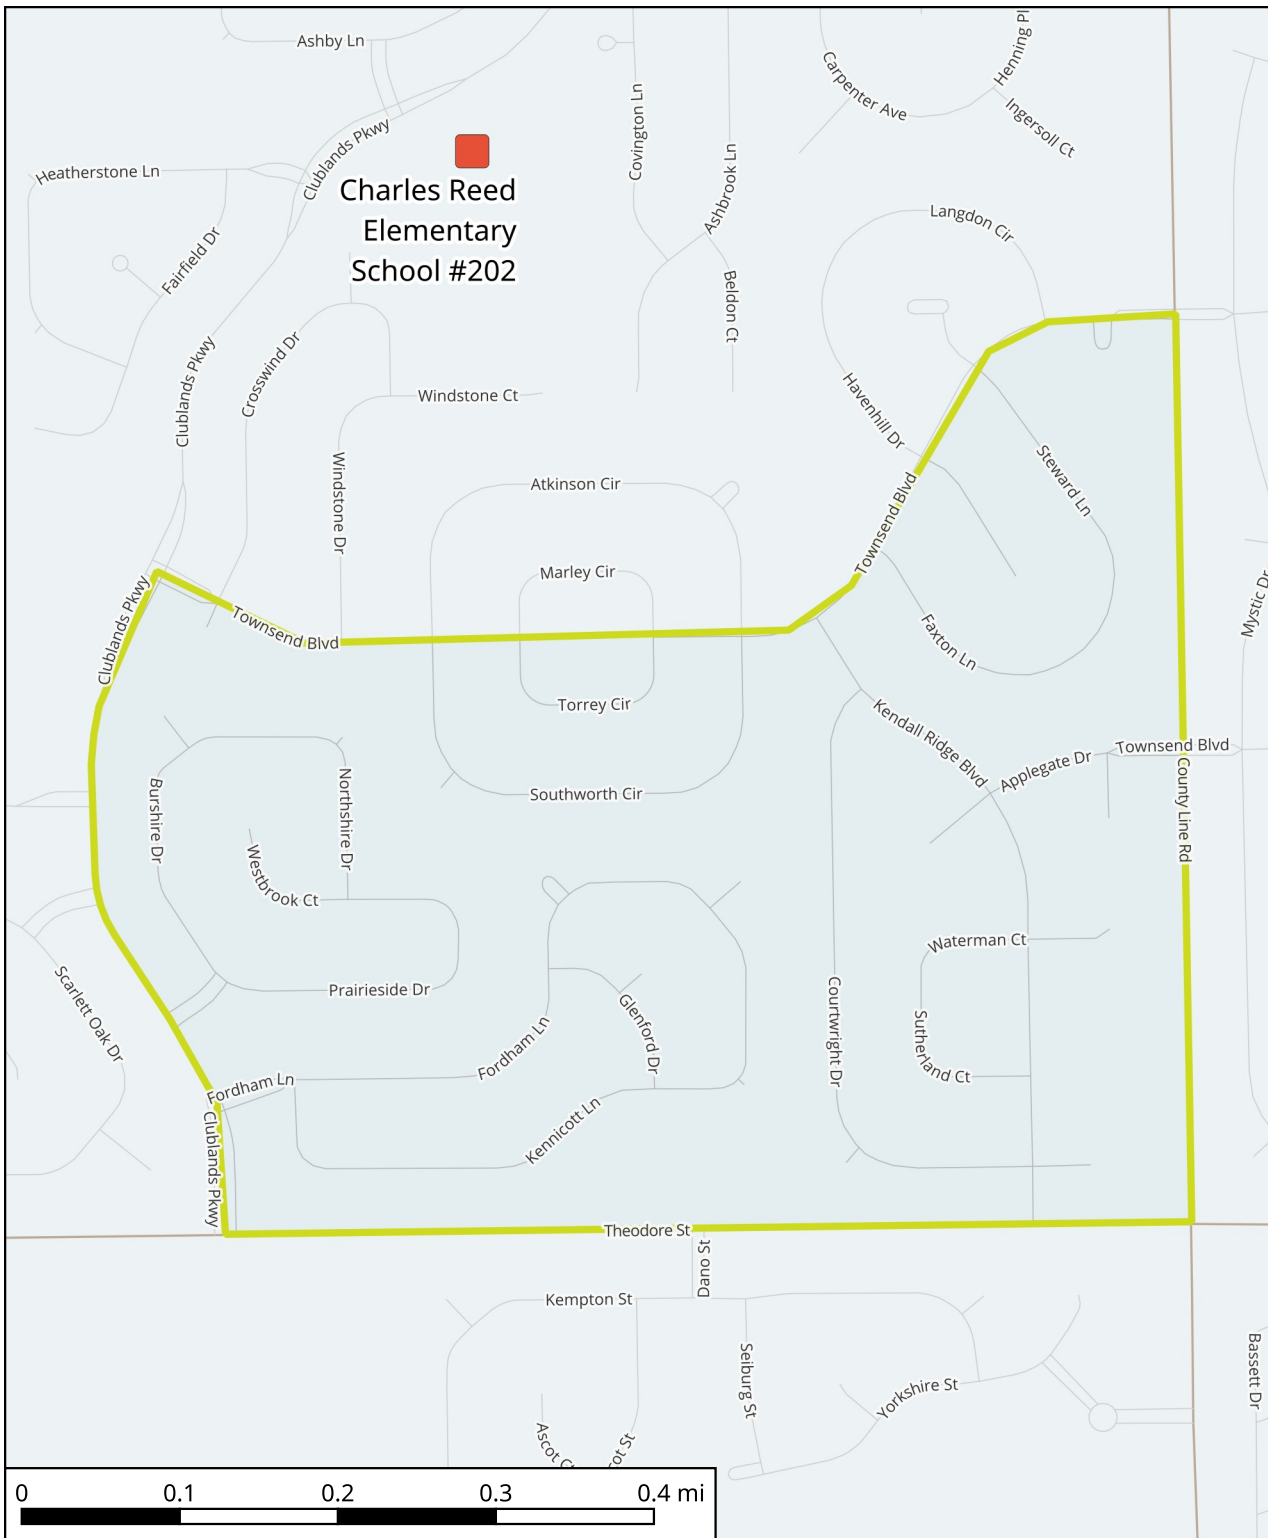 Ashby Ln
Henning Pl
Carpenter Ave
Ingersoll Ct
Covington Ln
Clublands Pkwy
Ashbrook Ln
Heatherstone Ln
Charles Reed
Elementary
School #202
Langdon Cir
Fairfield Dr
Beldon Ct
Clublands Pkwy
Crosswind Dr
Windstone Ct
Havenhill Dr
Steward Ln
Windstone Dr
Atkinson Cir
Townsend Blvd
Marley Cir
Clublands Pkwy
Townsend Blvd
Mystic Dr
Faxton Ln
Torrey Cir
Kendall Ridge Blvd
Townsend Blvd
Applegate Dr
Burshire Dr
Northshire Dr
Southworth Cir
County Line Rd
Westbrook Ct
Waterman Ct
Prairieside Dr
Scarlett Oak Dr
Fordham Ln
Glenford Dr
Courtwright Dr
Sutherland Ct
Fordham Ln
Kennicott Ln
Clublands Pkwy
Theodore St
Dano St
Kempton St
Seiburg St
Yorkshire St
Bassett Dr
Ascot Ct
cot St
0 0.1 0.2 0.3 0.4 mi